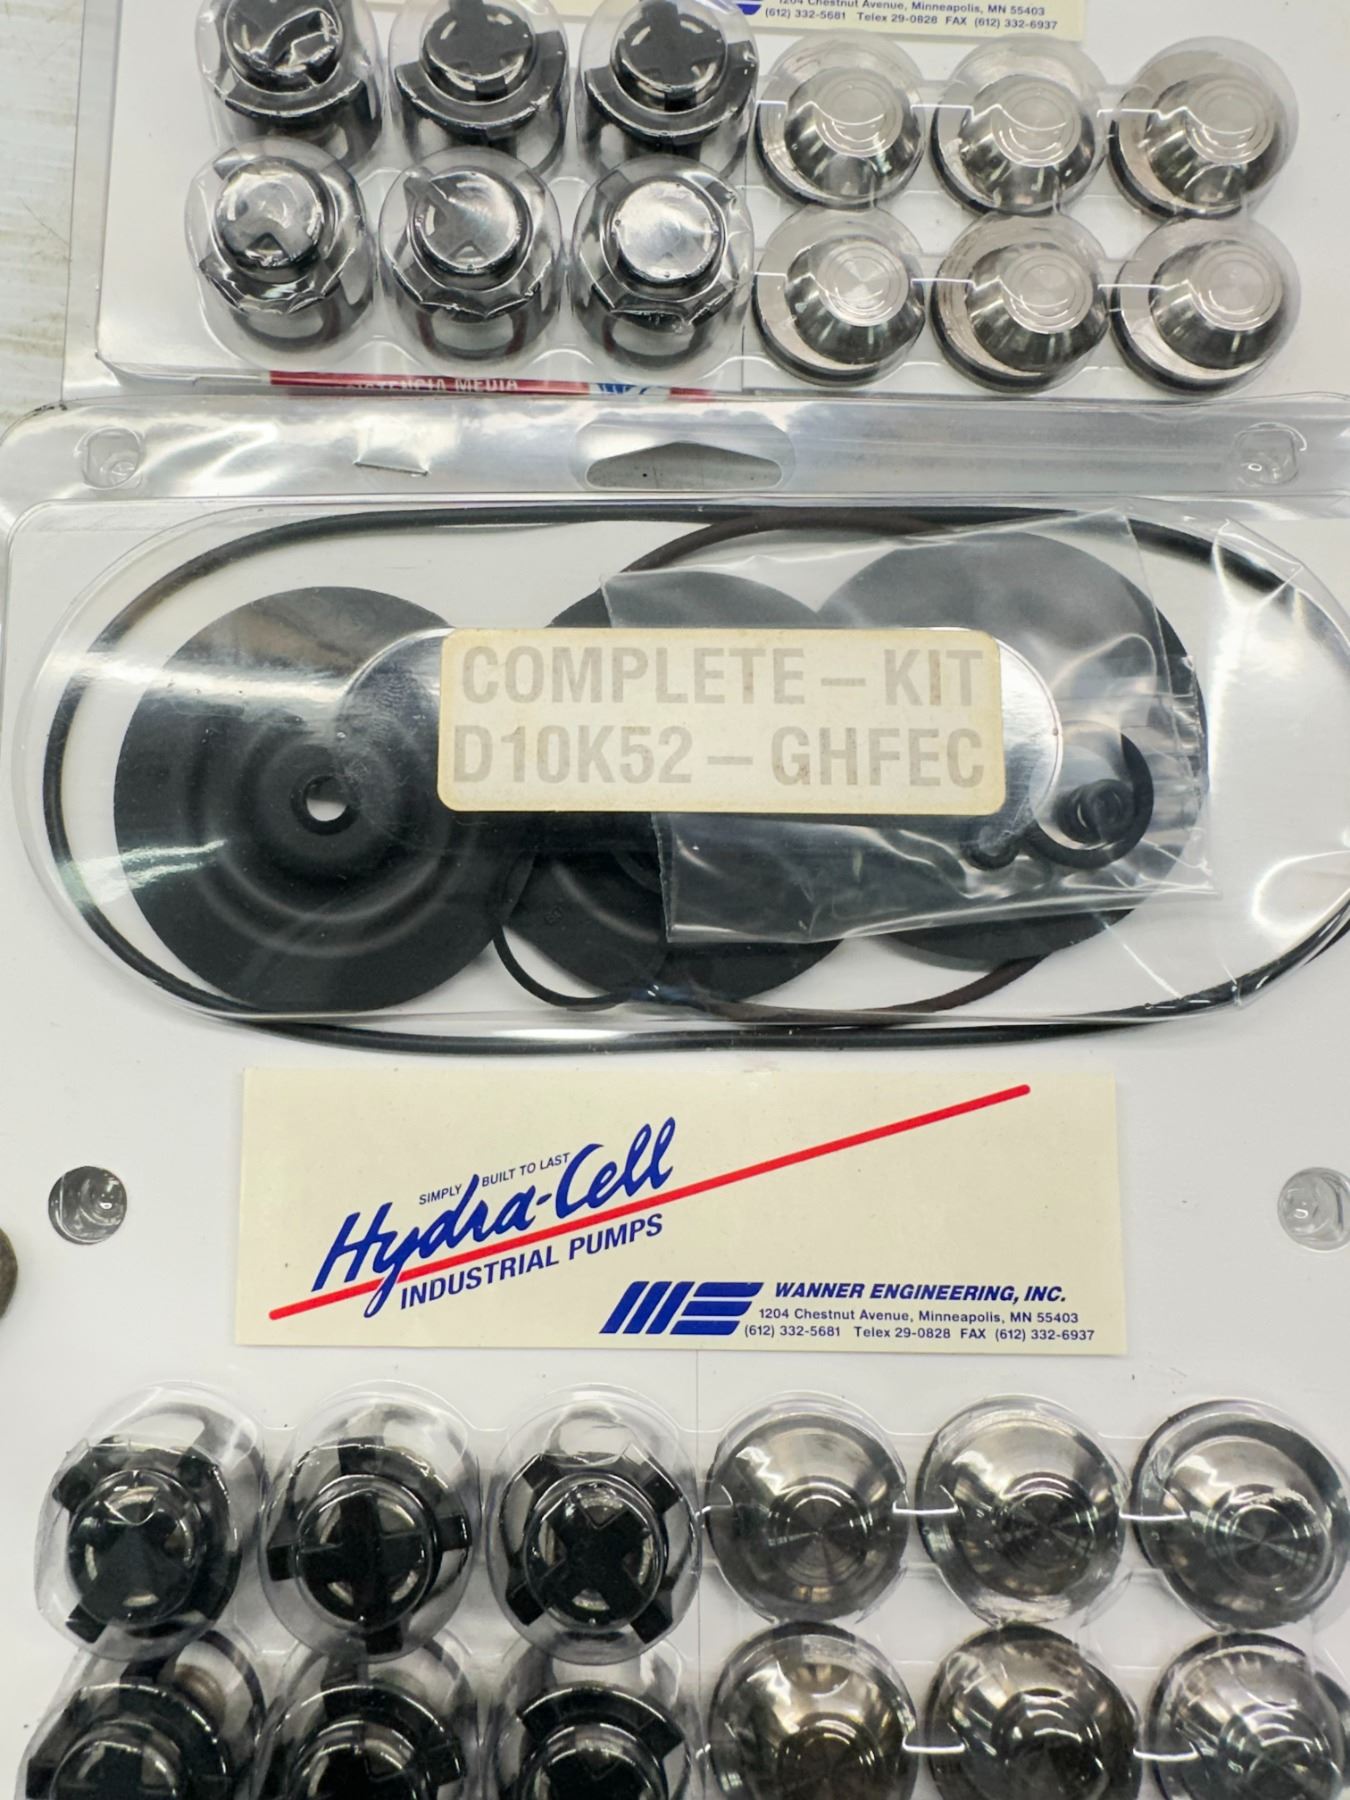 1204 Chestnut Avenue, Minneapolis, MN 55403
(612) 332-5681 Telex 29-0828 FAX (612) 332-6937
MEDIA
COMPLETE – KIT
D10K52 – GHFEC
SIMPLY BUILT TO LAST
Hydra-Cell
INDUSTRIAL PUMPS
WE WANNER ENGINEERING, INC.
1204 Chestnut Avenue, Minneapolis, MN 55403
(612) 332-5681 Telex 29-0828 FAX (612) 332-6937